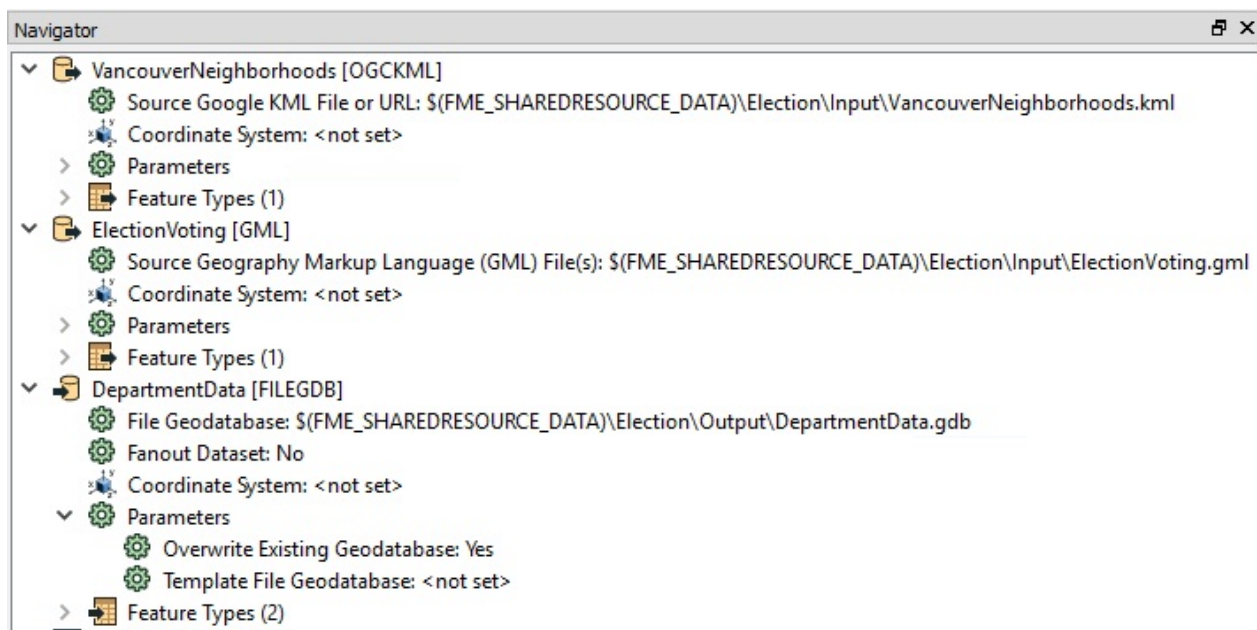 Navigator
VancouverNeighborhoods [OGCKML]
Source Google KML File or URL: $(FME_SHAREDRESOURCE_DATA)\Election\Input\VancouverNeighborhoods.kml
Coordinate System: <not set>
Parameters
Feature Types (1)
ElectionVoting [GML]
Source Geography Markup Language (GML) File(s): $(FME_SHAREDRESOURCE_DATA)\Election\Input\ElectionVoting.gml
Coordinate System: <not set>
Parameters
Feature Types (1)
DepartmentData [FILEGDB]
File Geodatabase: $(FME_SHAREDRESOURCE_DATA)\Election\Output\DepartmentData.gdb
Fanout Dataset: No
Coordinate System: <not set>
Parameters
Overwrite Existing Geodatabase: Yes
Template File Geodatabase: <not set>
Feature Types (2)